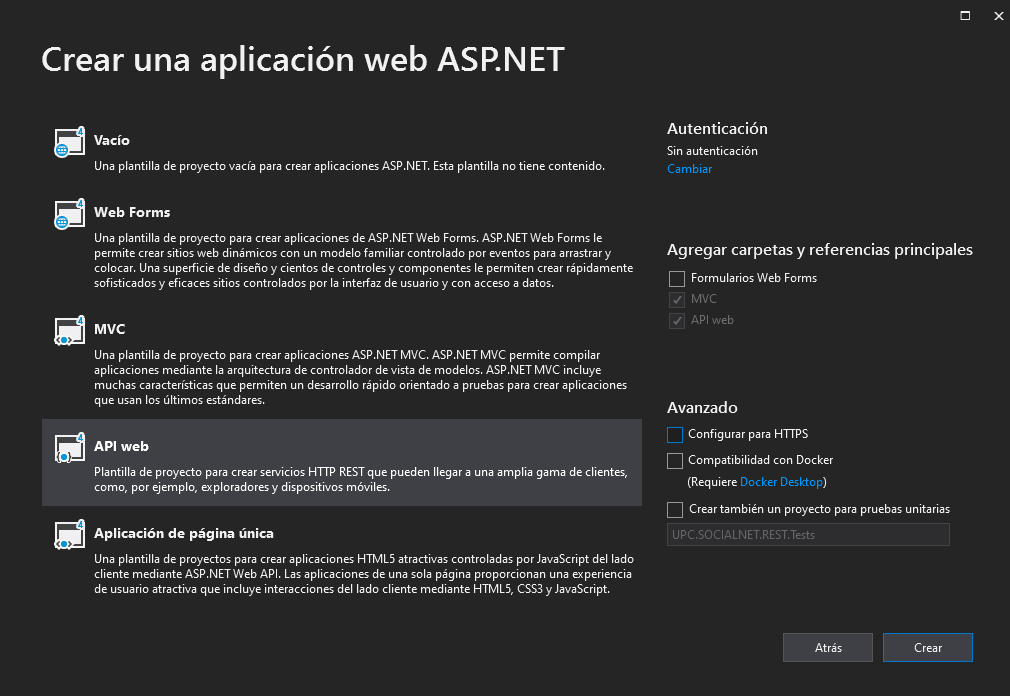 Crear una aplicación web ASP.NET
Vacío
Una plantilla de proyecto vacía para crear aplicaciones ASP.NET. Esta plantilla no tiene contenido.
Web Forms
Una plantilla de proyecto para crear aplicaciones de ASP.NET Web Forms. ASP.NET Web Forms le
permite crear sitios web dinámicos con un modelo familiar controlado por eventos para arrastrar y
colocar. Una superficie de diseño y cientos de controles y componentes le permiten crear rápidamente
sofisticados y eficaces sitios controlados por la interfaz de usuario y con acceso a datos.
MVC
Una plantilla de proyecto para crear aplicaciones ASP.NET MVC. ASP.NET MVC permite compilar
aplicaciones mediante la arquitectura de controlador de vista de modelos. ASP.NET MVC incluye
muchas características que permiten un desarrollo rápido orientado a pruebas para crear aplicaciones
que usan los últimos estándares.
API web
Plantilla de proyecto para crear servicios HTTP REST que pueden llegar a una amplia gama de clientes,
como, por ejemplo, exploradores y dispositivos móviles.
Aplicación de página única
Una plantilla de proyectos para crear aplicaciones HTML5 atractivas controladas por JavaScript del lado
cliente mediante ASP.NET Web API. Las aplicaciones de una sola página proporcionan una experiencia
de usuario atractiva que incluye interacciones del lado cliente mediante HTML5, CSS3 y JavaScript.
Autenticación
Sin autenticación
Cambiar
Agregar carpetas y referencias principales
Formularios Web Forms
MVC
API web
Avanzado
Configurar para HTTPS
Compatibilidad con Docker
(Requiere Docker Desktop)
Crear también un proyecto para pruebas unitarias
UPC.SOCIALNET.REST.Tests
Atrás
Crear